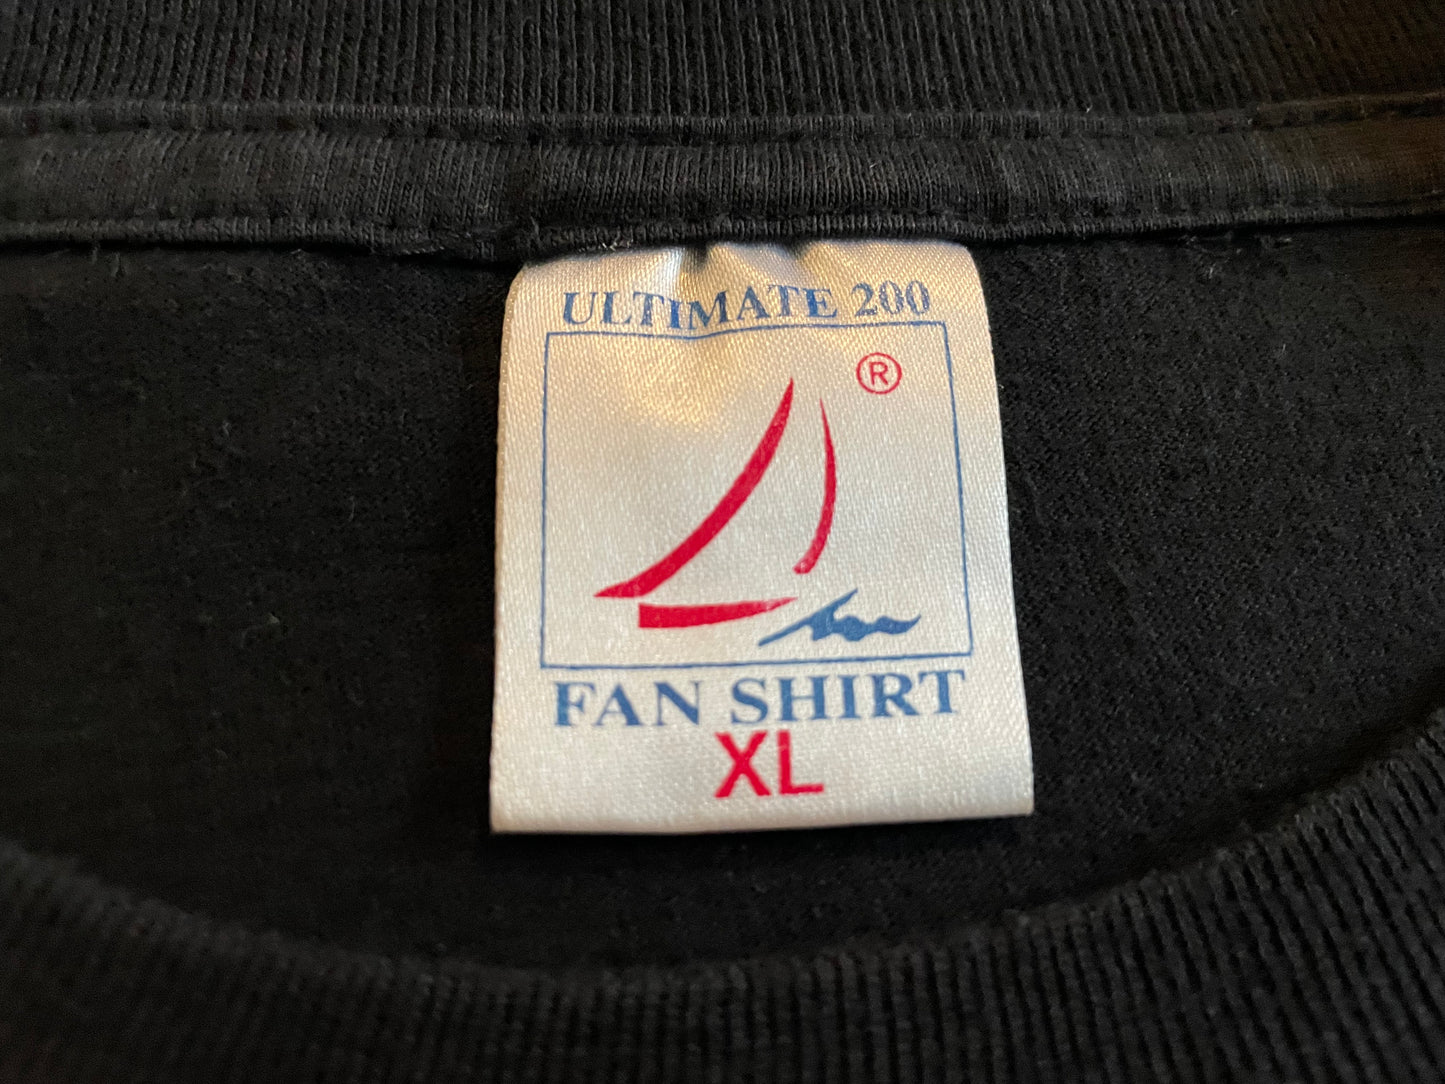 ULTIMATE 200
®
FAN SHIRT
XL